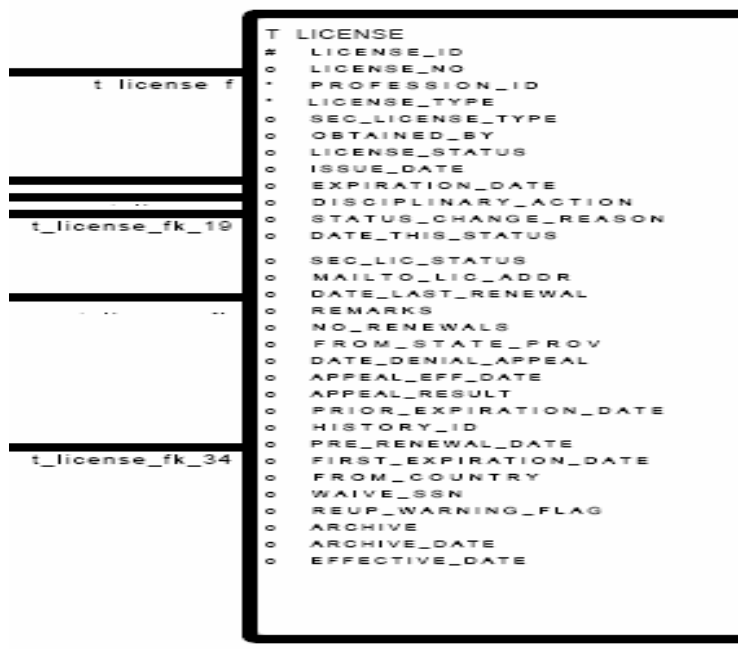 T LICENSE
# LICENSE_ID
o LICENSE_NO
t license f
* PROFESSION_ID
* LICENSE_TYPE
o SEC_LICENSE_TYPE
o OBTAINED_BY
o LICENSE_STATUS
o ISSUE_DATE
o EXPIRATION_DATE
o DISCIPLINARY_ACTION
o STATUS_CHANGE_REASON
t_license_fk_19
o DATE_THIS_STATUS
o SEC_LIC_STATUS
o MAILTO_LIC_ADDR
o DATE_LAST_RENEWAL
o REMARKS
o NO_RENEWALS
o FROM_STATE_PROV
o DATE_DENIAL_APPEAL
o APPEAL_EFF_DATE
o APPEAL_RESULT
o PRIOR_EXPIRATION_DATE
o HISTORY_ID
o PRE_RENEWAL_DATE
t_license_fk_34
o FIRST_EXPIRATION_DATE
o FROM_COUNTRY
o WAIVE_SSN
o REUP_WARNING_FLAG
o ARCHIVE
o ARCHIVE_DATE
o EFFECTIVE_DATE